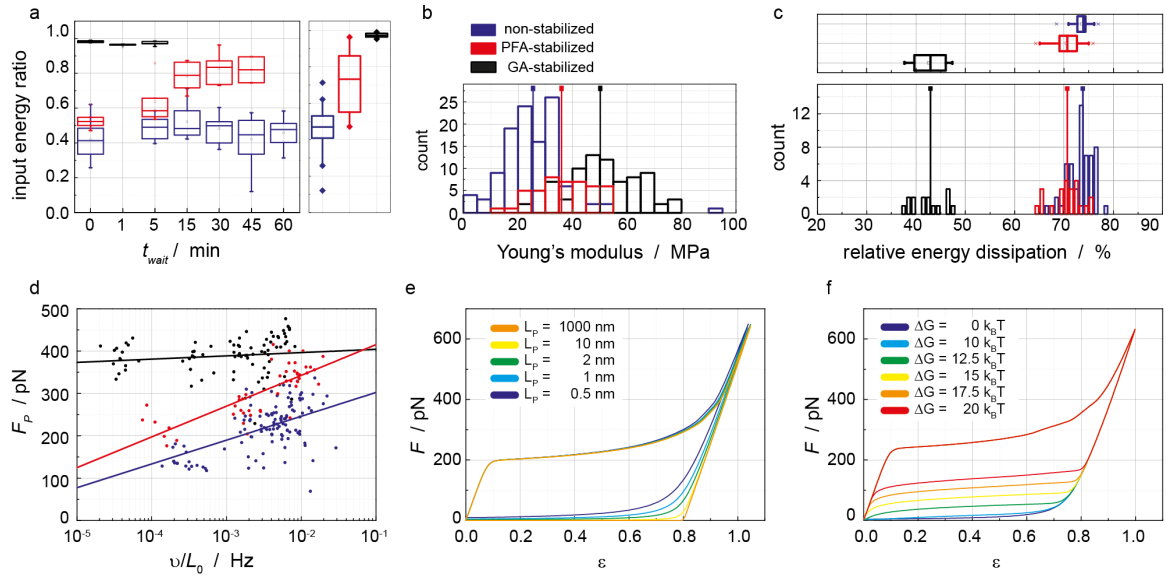 a
input energy ratio
1.0
0.8
0.6
0.4
0.2
0.0
0
1
5
15
30
45
60
t_wait / min
b
non-stabilized
PFA-stabilized
GA-stabilized
count
25
20
15
10
5
0
0
20
40
60
80
100
Young's modulus / MPa
c
count
15
10
5
0
20
30
40
50
60
70
80
90
relative energy dissipation / %
d
F_P / pN
500
400
300
200
100
0
10⁻⁵
10⁻⁴
10⁻³
10⁻²
10⁻¹
υ/L₀ / Hz
e
L_P = 1000 nm
L_P = 10 nm
L_P = 2 nm
L_P = 1 nm
L_P = 0.5 nm
F / pN
600
400
200
0
0.0
0.2
0.4
0.6
0.8
1.0
ε
f
ΔG = 0 k_BT
ΔG = 10 k_BT
ΔG = 12.5 k_BT
ΔG = 15 k_BT
ΔG = 17.5 k_BT
ΔG = 20 k_BT
F / pN
600
400
200
0
0.0
0.2
0.4
0.6
0.8
1.0
ε